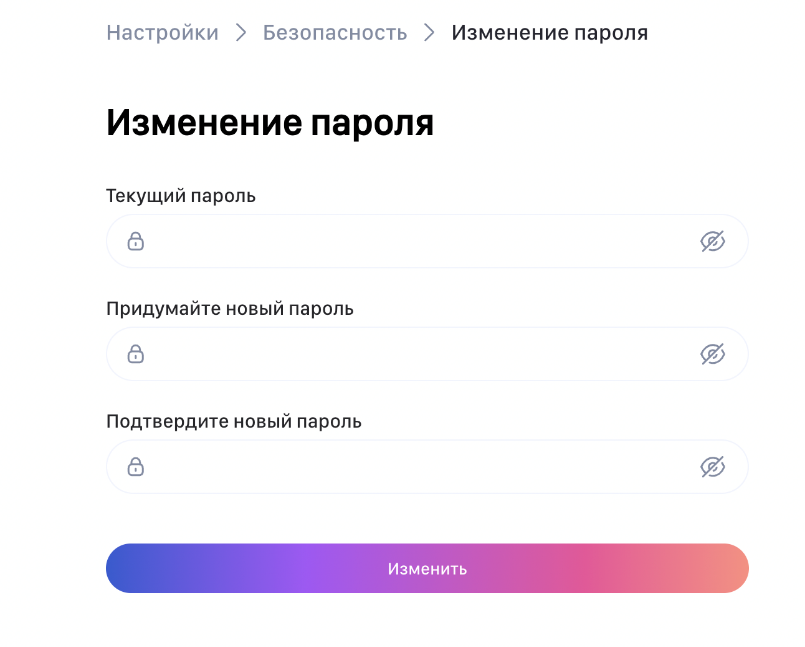 Настройки > Безопасность > Изменение пароля
Изменение пароля
Текущий пароль
Придумайте новый пароль
Подтвердите новый пароль
Изменить